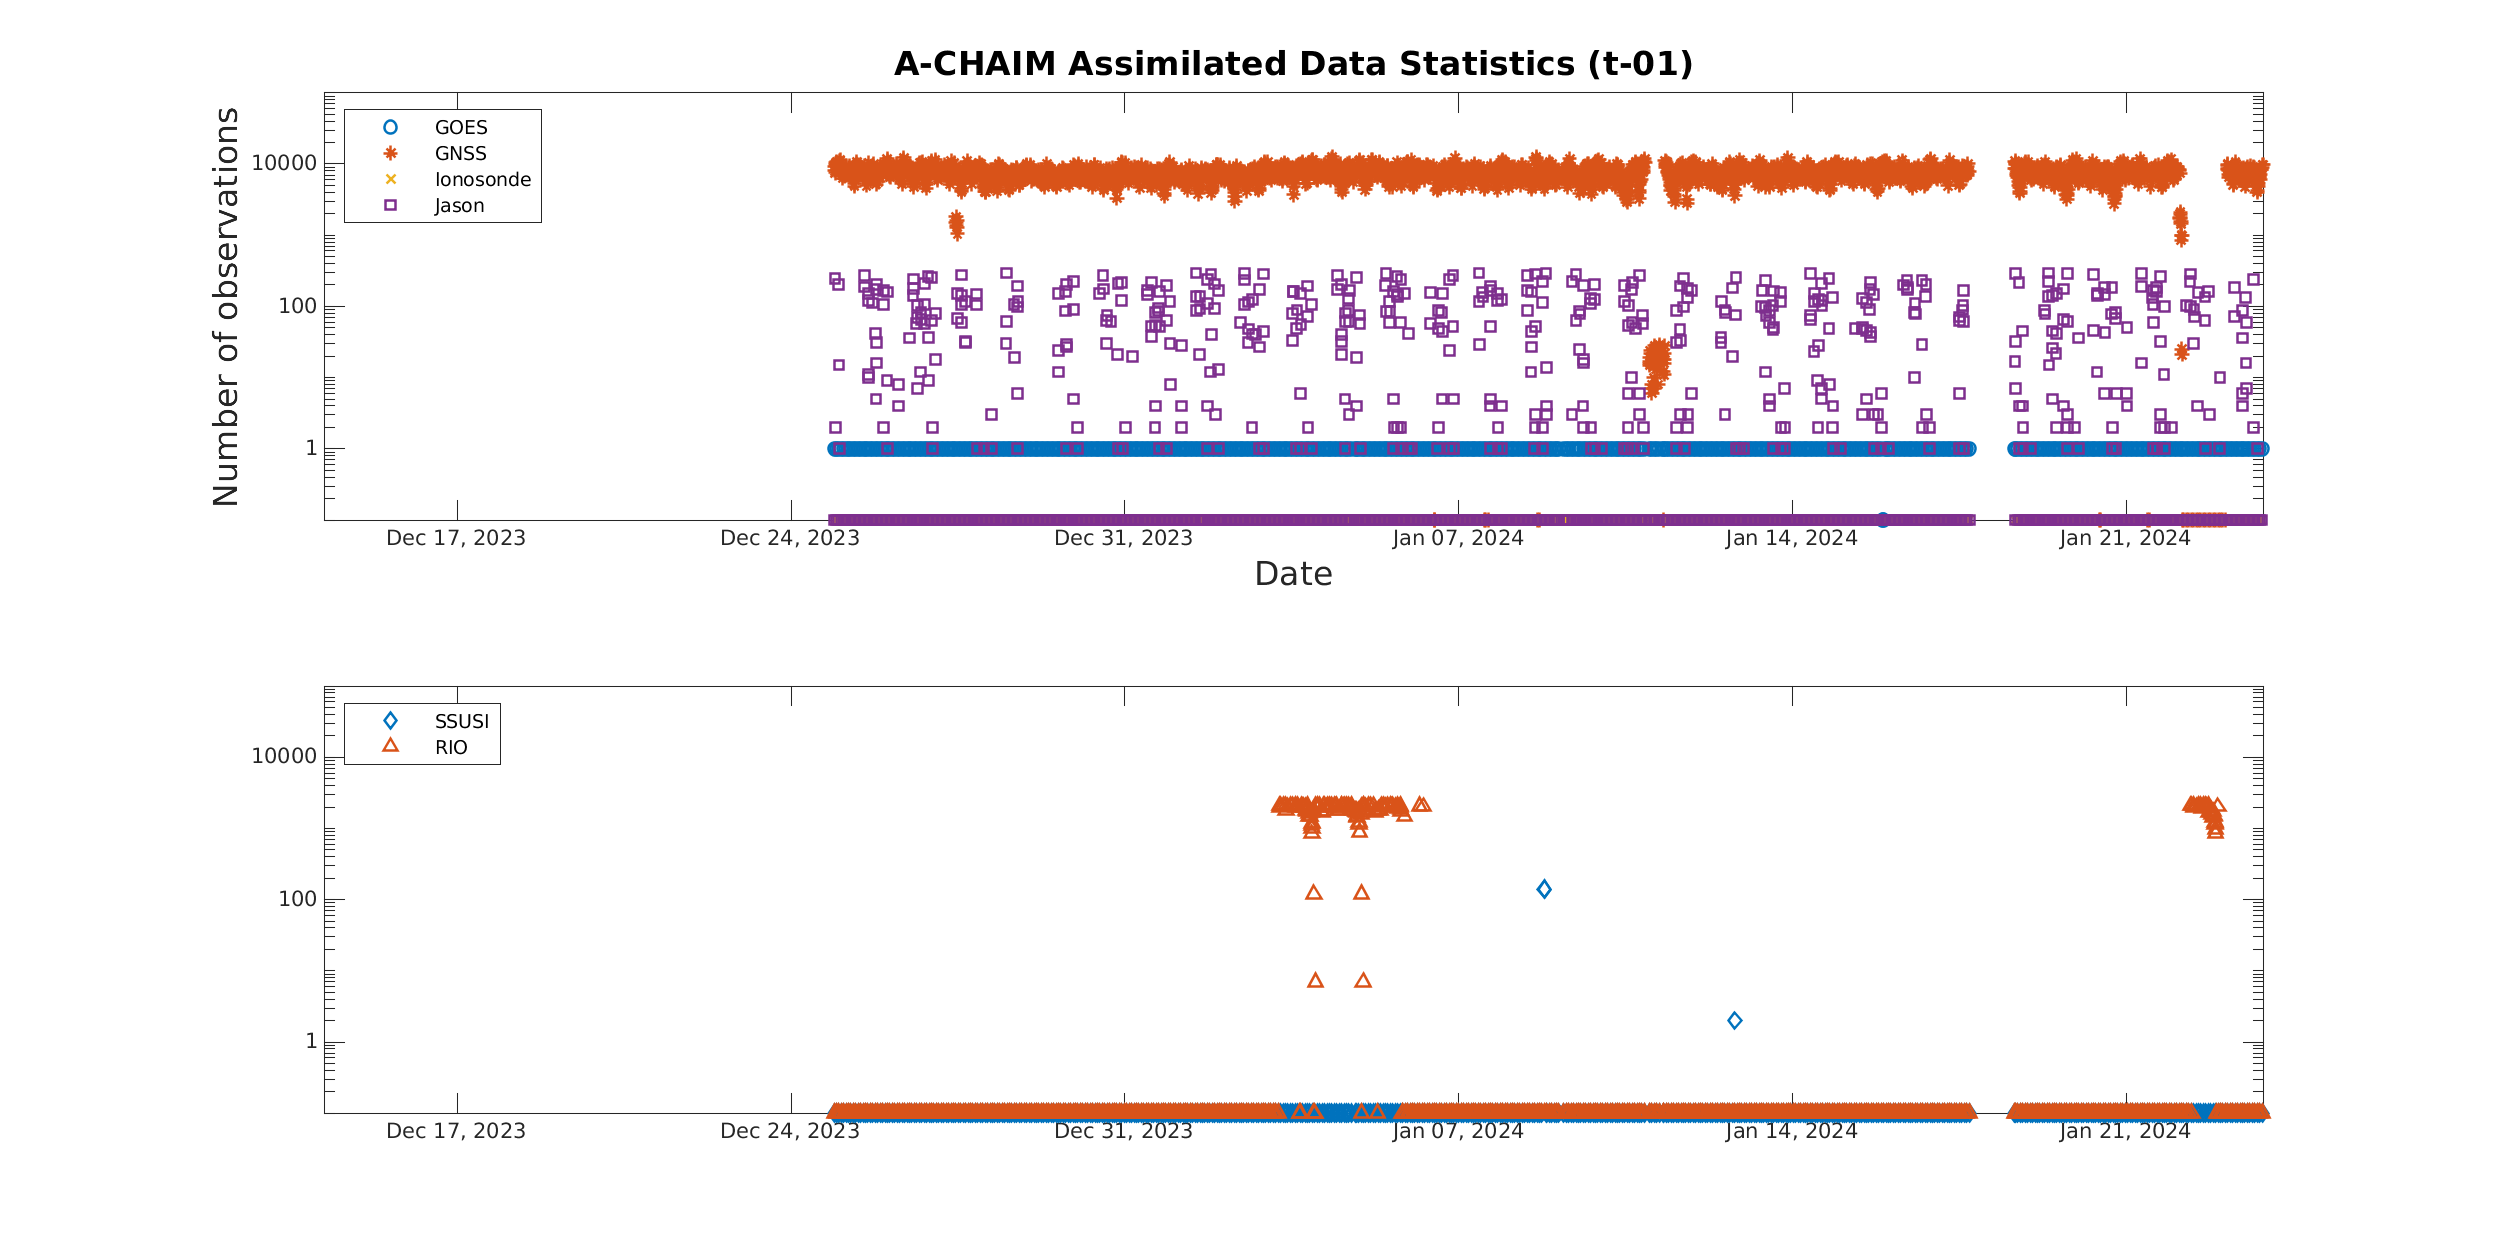 A-CHAIM Assimilated Data Statistics (t-01)
Number of observations
10000
100
1
GOES
GNSS
Ionosonde
Jason
Dec 17, 2023
Dec 24, 2023
Dec 31, 2023
Jan 07, 2024
Jan 14, 2024
Jan 21, 2024
Date
10000
100
1
SSUSI
RIO
Dec 17, 2023
Dec 24, 2023
Dec 31, 2023
Jan 07, 2024
Jan 14, 2024
Jan 21, 2024